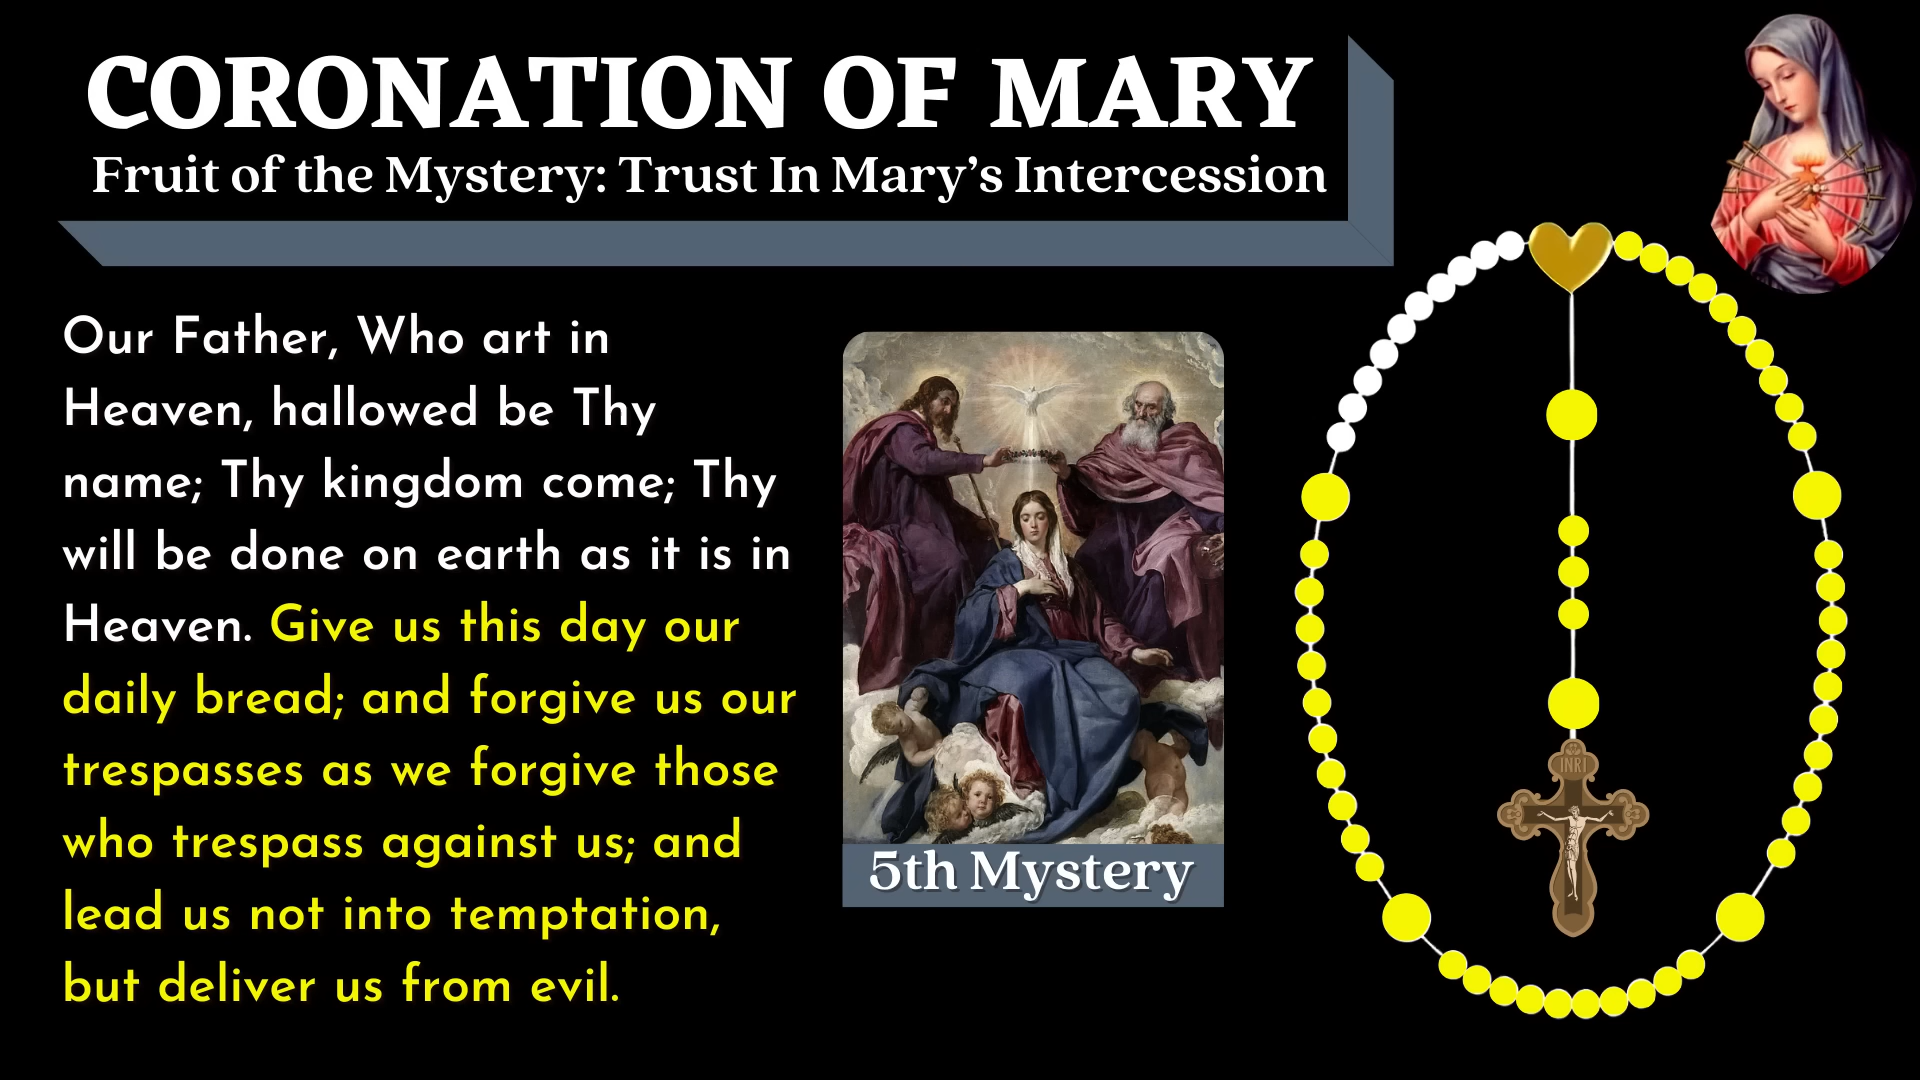 CORONATION OF MARY
Fruit of the Mystery: Trust In Mary’s Intercession
Our Father, Who art in
Heaven, hallowed be Thy
name; Thy kingdom come; Thy
will be done on earth as it is in
Heaven. Give us this day our
daily bread; and forgive us our
trespasses as we forgive those
who trespass against us; and
lead us not into temptation,
but deliver us from evil.
5th Mystery
INRI